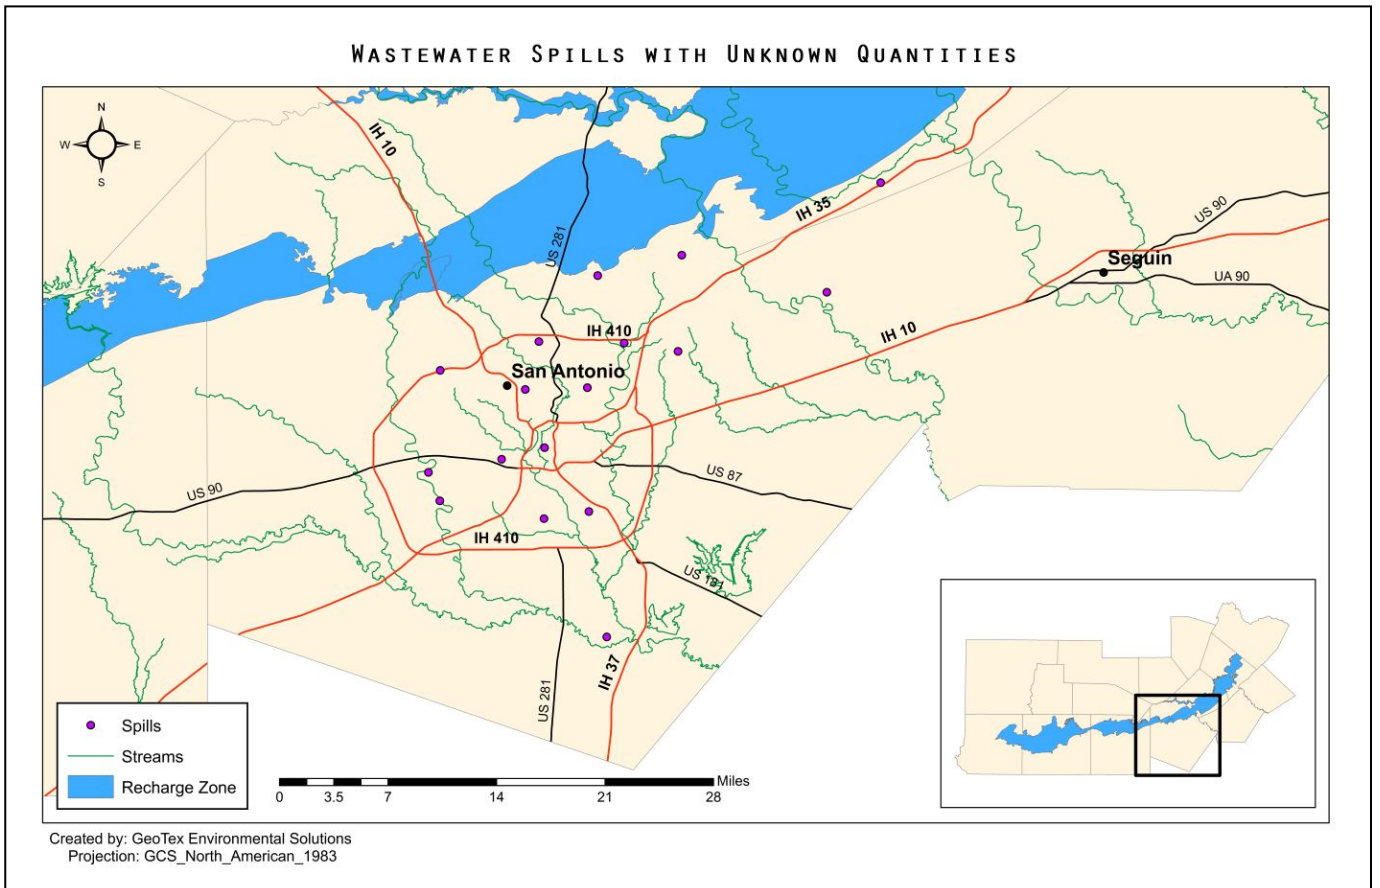 WASTEWATER SPILLS WITH UNKNOWN QUANTITIES
N
W E
S
IH 10
US 281
IH 35
US 90
Seguin
UA 90
IH 410
IH 10
San Antonio
US 90
US 87
IH 410
US 181
IH 37
US 281
Spills
Streams
Recharge Zone
Miles
0 3.5 7 14 21 28
Created by: GeoTex Environmental Solutions
Projection: GCS_North_American_1983